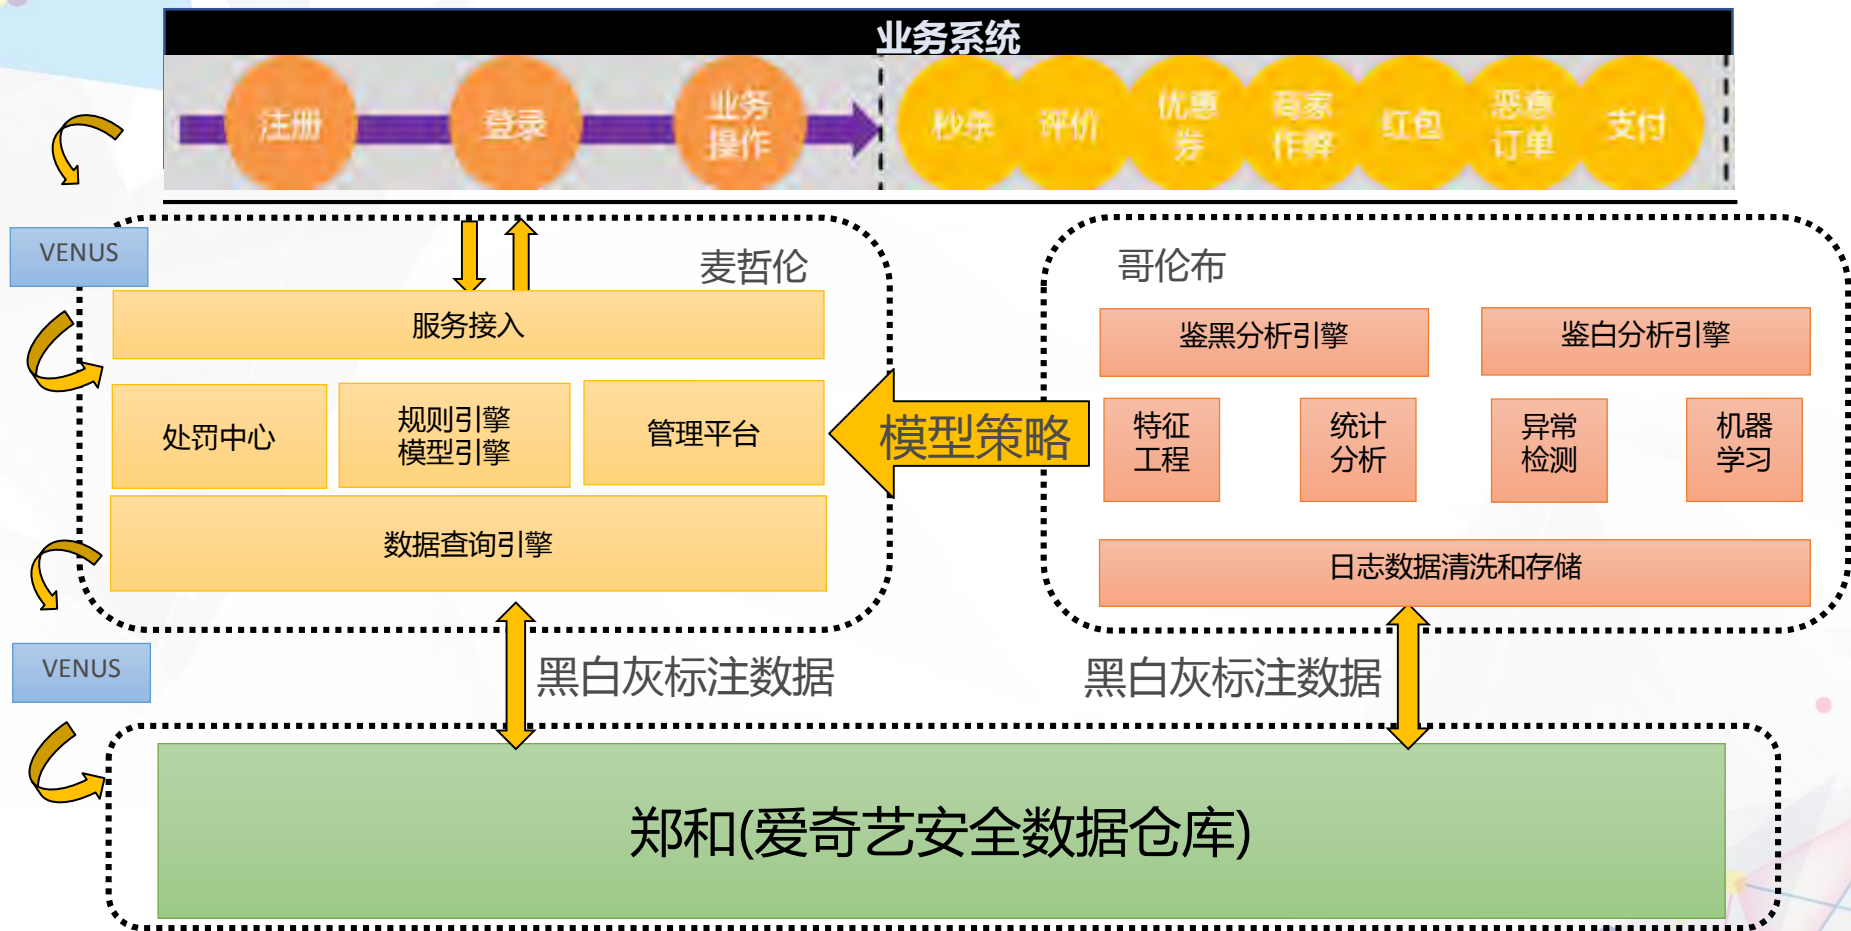 业务系统
注册
登录
业务
操作
秒杀
评价
优惠
券
商家
作弊
红包
恶意
订单
支付
VENUS
麦哲伦
服务接入
处罚中心
规则引擎
模型引擎
管理平台
数据查询引擎
模型策略
哥伦布
鉴黑分析引擎
鉴白分析引擎
特征
工程
统计
分析
异常
检测
机器
学习
日志数据清洗和存储
VENUS
黑白灰标注数据
黑白灰标注数据
郑和(爱奇艺安全数据仓库)